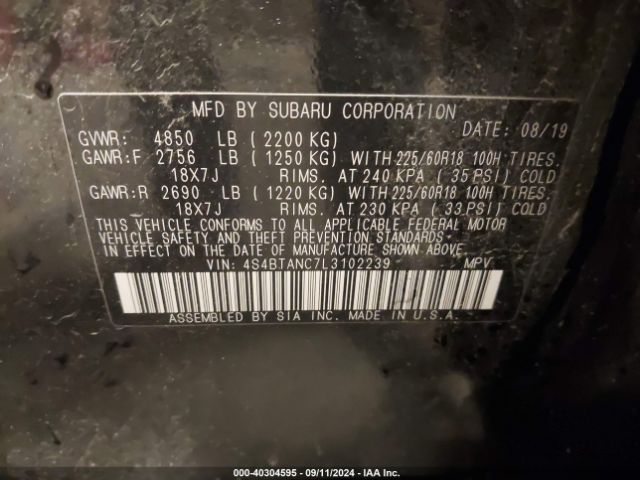 MFD BY SUBARU CORPORATION
DATE: 08/19
GVWR: 4850 LB ( 2200 KG)
GAWR:F 2756 LB ( 1250 KG) WITH 225/60R18 100H TIRES,
18X7J RIMS, AT 240 KPA ( 35 PSI) COLD
GAWR:R 2690 LB ( 1220 KG) WITH 225/60R18 100H TIRES,
18X7J RIMS, AT 230 KPA ( 33 PSI) COLD
THIS VEHICLE CONFORMS TO ALL APPLICABLE FEDERAL MOTOR
VEHICLE SAFETY AND THEFT PREVENTION STANDARDS
IN EFFECT ON THE DATE OF MANUFACTURE SHOWN ABOVE.
VIN: 4S4BTANC7L3102239 MPV
ASSEMBLED BY SIA INC. MADE IN U.S.A.
000-40304595 - 09/11/2024 - IAA Inc.